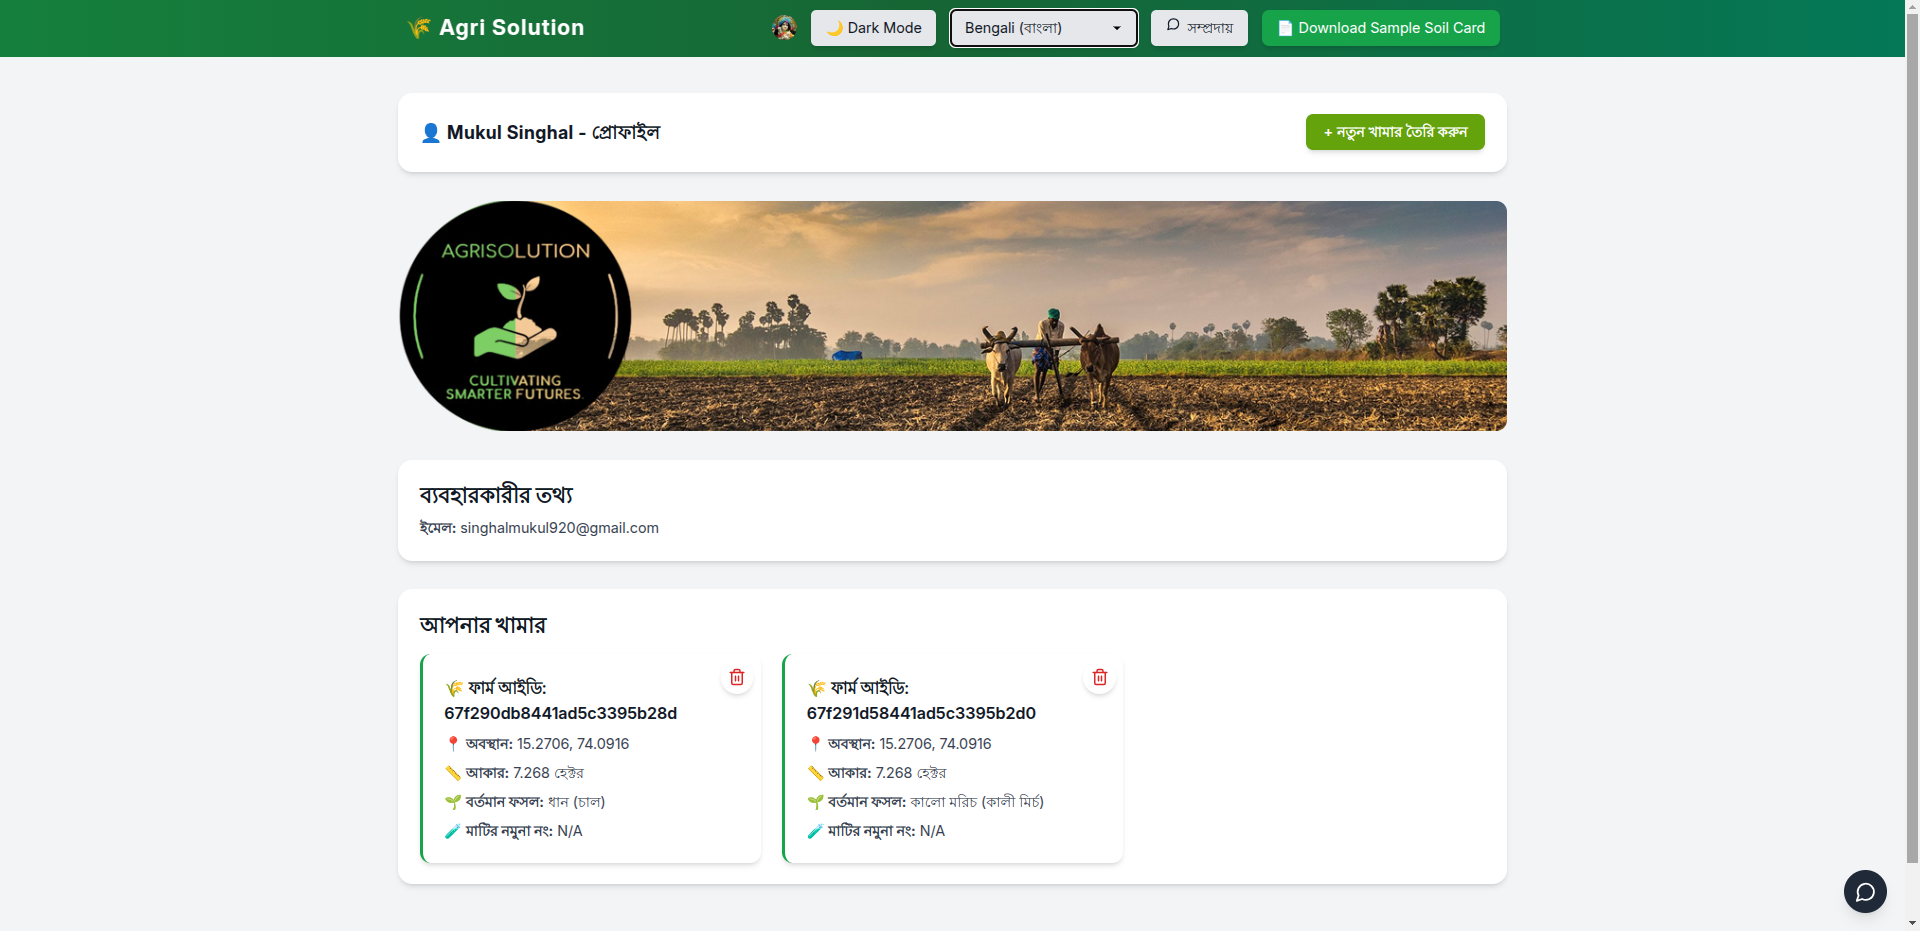 🌾 Agri Solution
🌙 Dark Mode
Bengali (বাংলা)
সম্প্রদায়
📄 Download Sample Soil Card
👤 Mukul Singhal - প্রোফাইল
+ নতুন খামার তৈরি করুন
AGRISOLUTION
CULTIVATING
SMARTER FUTURES
ব্যবহারকারীর তথ্য
ইমেল: singhalmukul920@gmail.com
আপনার খামার
🌾 ফার্ম আইডি:
67f290db8441ad5c3395b28d
📍 অবস্থান: 15.2706, 74.0916
📏 আকার: 7.268 হেক্টর
🌱 বর্তমান ফসল: ধান (চাল)
🧪 মাটির নমুনা নং: N/A
🌾 ফার্ম আইডি:
67f291d58441ad5c3395b2d0
📍 অবস্থান: 15.2706, 74.0916
📏 আকার: 7.268 হেক্টর
🌱 বর্তমান ফসল: কালো মরিচ (কালী মির্চ)
🧪 মাটির নমুনা নং: N/A